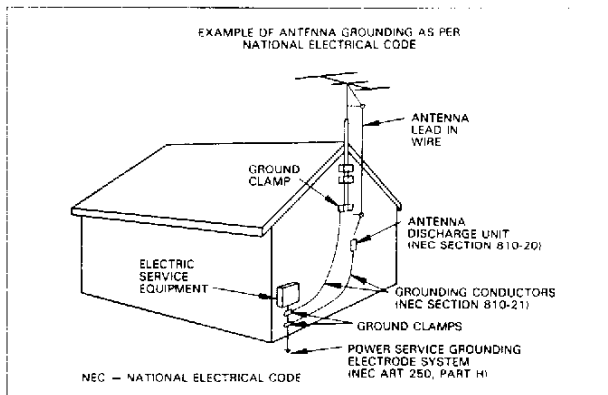 EXAMPLE OF ANTENNA GROUNDING AS PER
NATIONAL ELECTRICAL CODE
ANTENNA
LEAD IN
WIRE
GROUND
CLAMP
ANTENNA
DISCHARGE UNIT
(NEC SECTION 810-20)
ELECTRIC
SERVICE
EQUIPMENT
GROUNDING CONDUCTORS
(NEC SECTION 810-21)
GROUND CLAMPS
POWER SERVICE GROUNDING
ELECTRODE SYSTEM
(NEC ART 250, PART H)
NEC – NATIONAL ELECTRICAL CODE